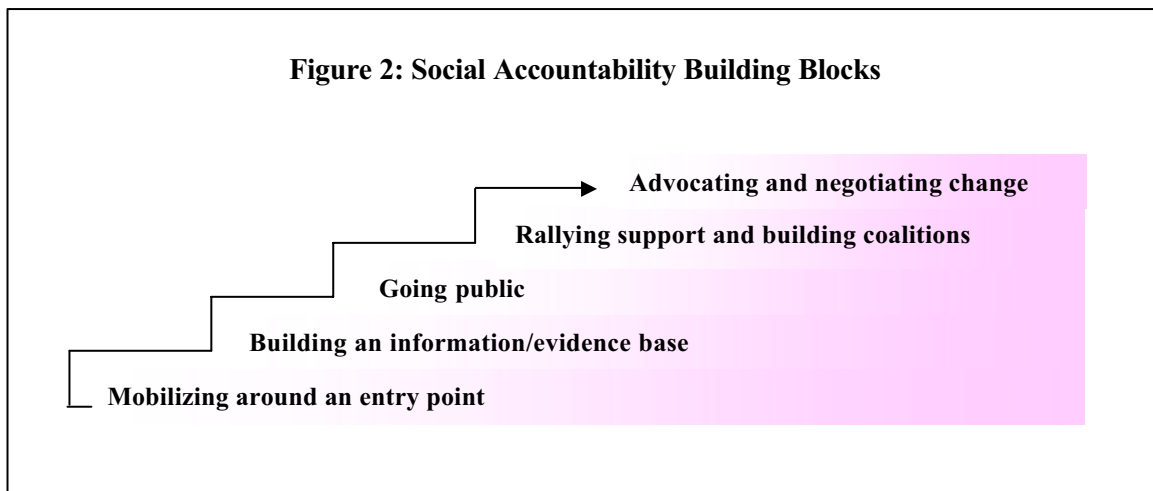 Figure 2: Social Accountability Building Blocks
Advocating and negotiating change
Rallying support and building coalitions
Going public
Building an information/evidence base
Mobilizing around an entry point